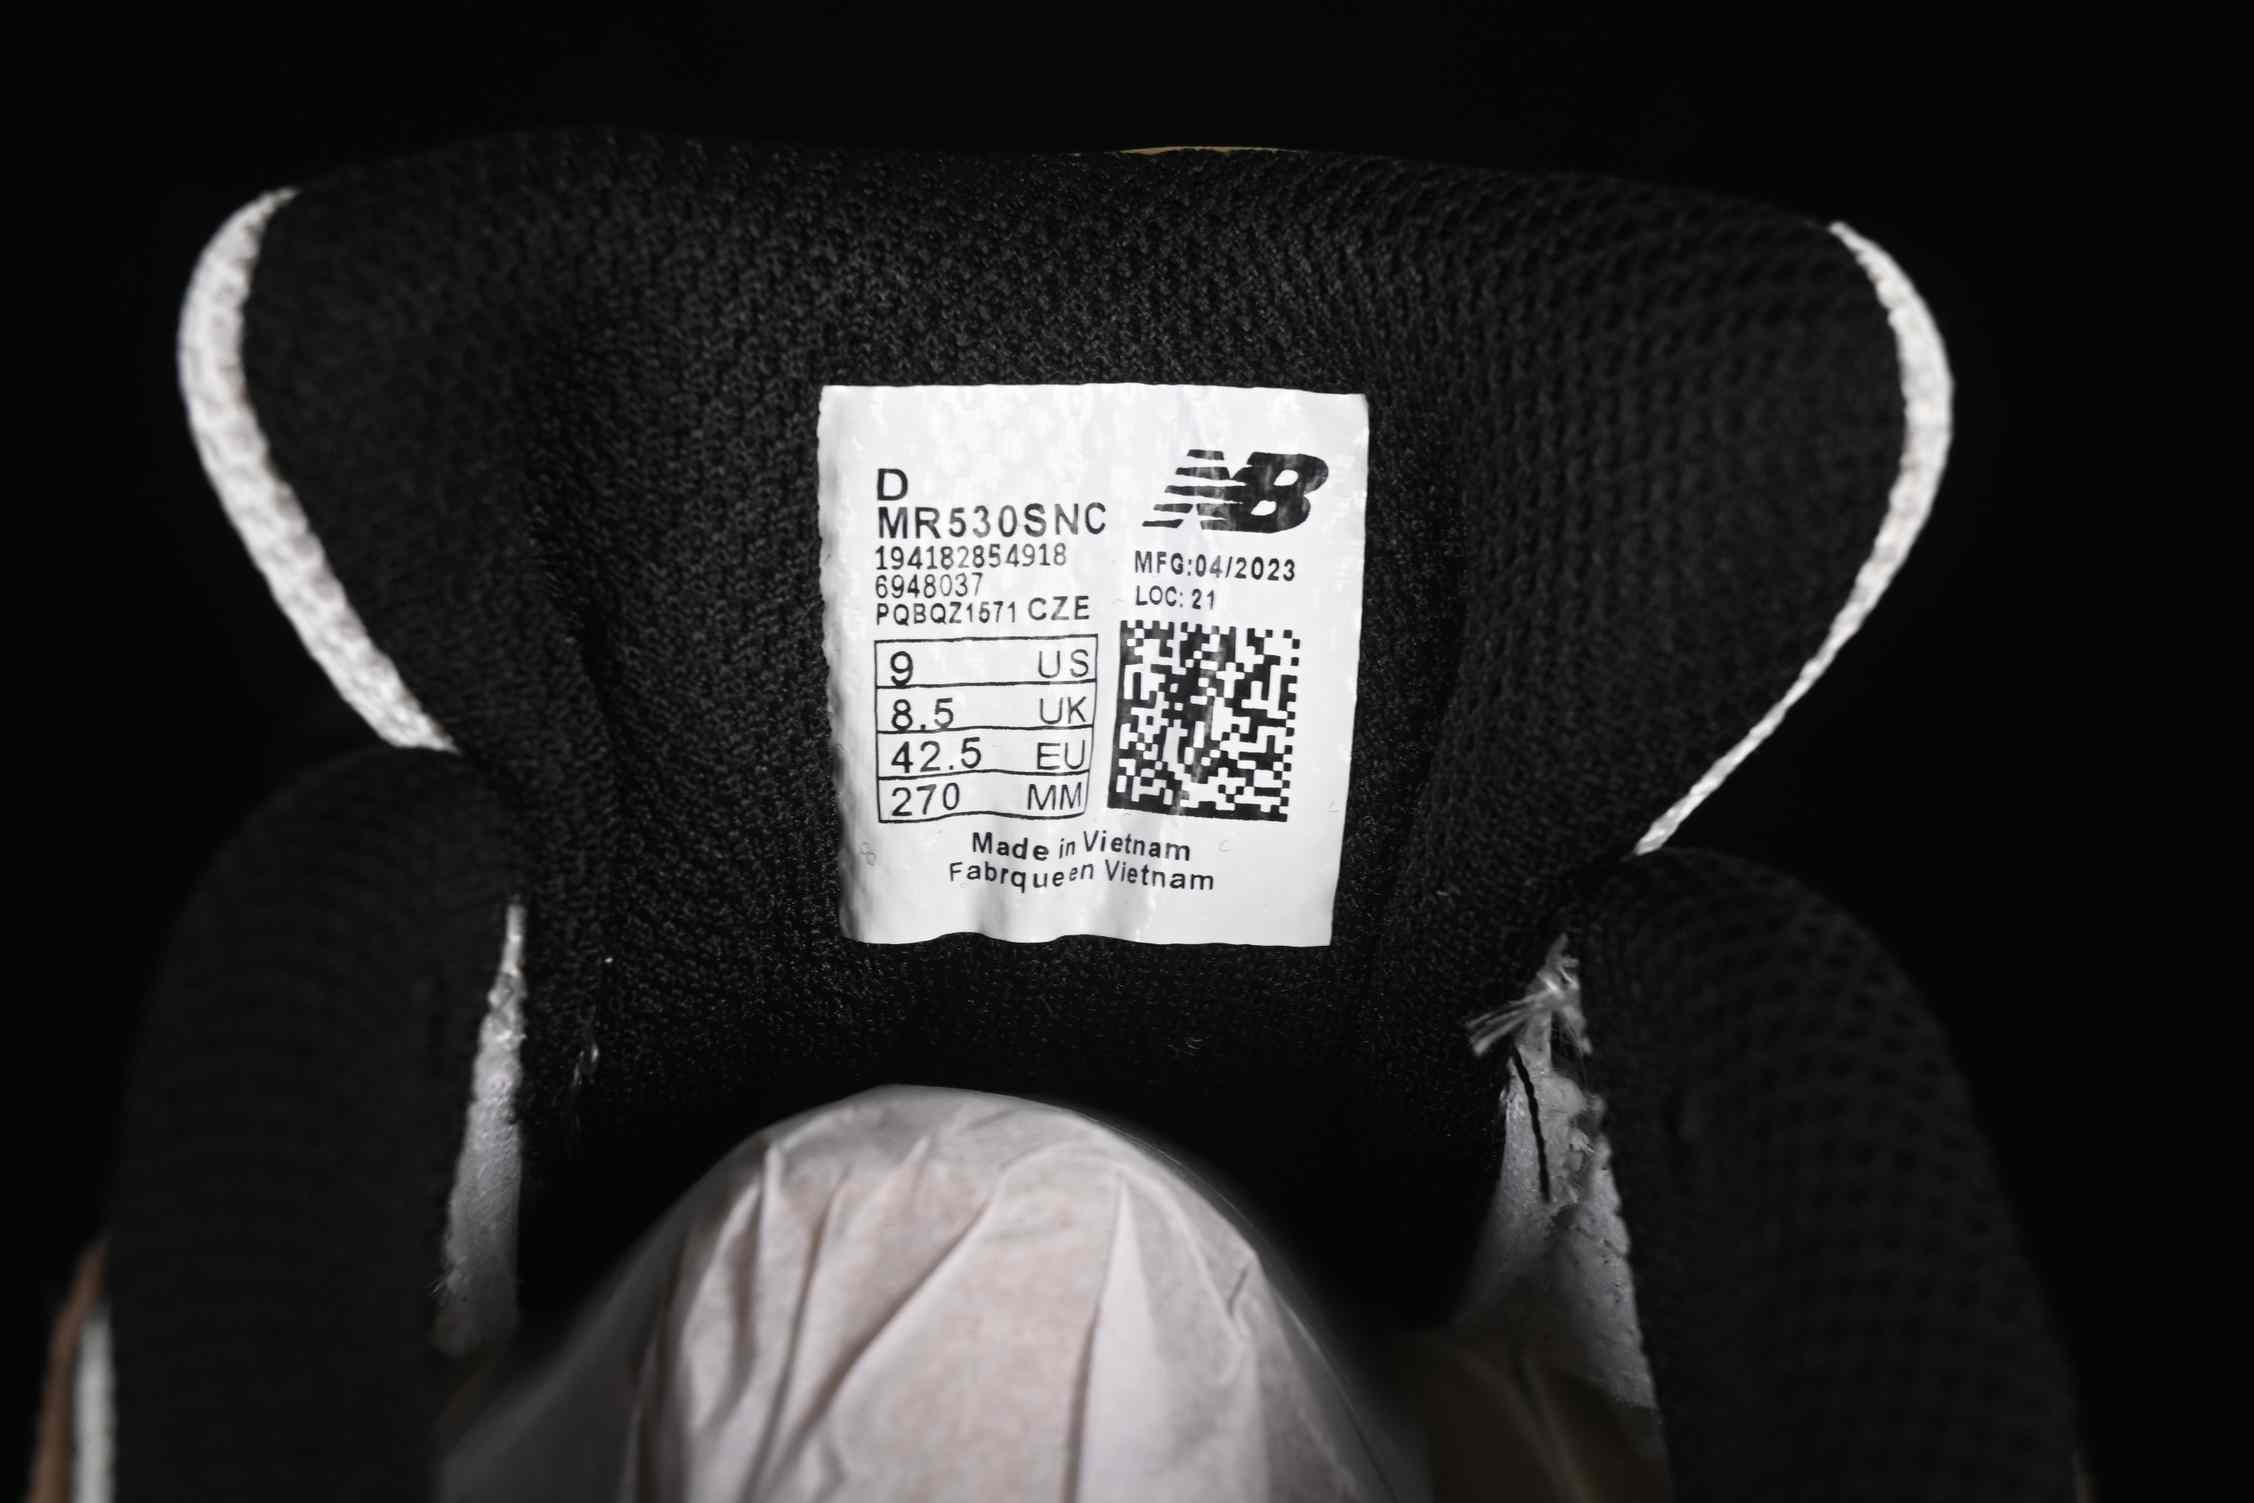 D
MR530SNC
194182854918
6948037
PQBQZ1571 CZE
NB
MFG:04/2023
LOC: 21
9 US
8.5 UK
42.5 EU
270 MM
Made in Vietnam
Fabrqueen Vietnam